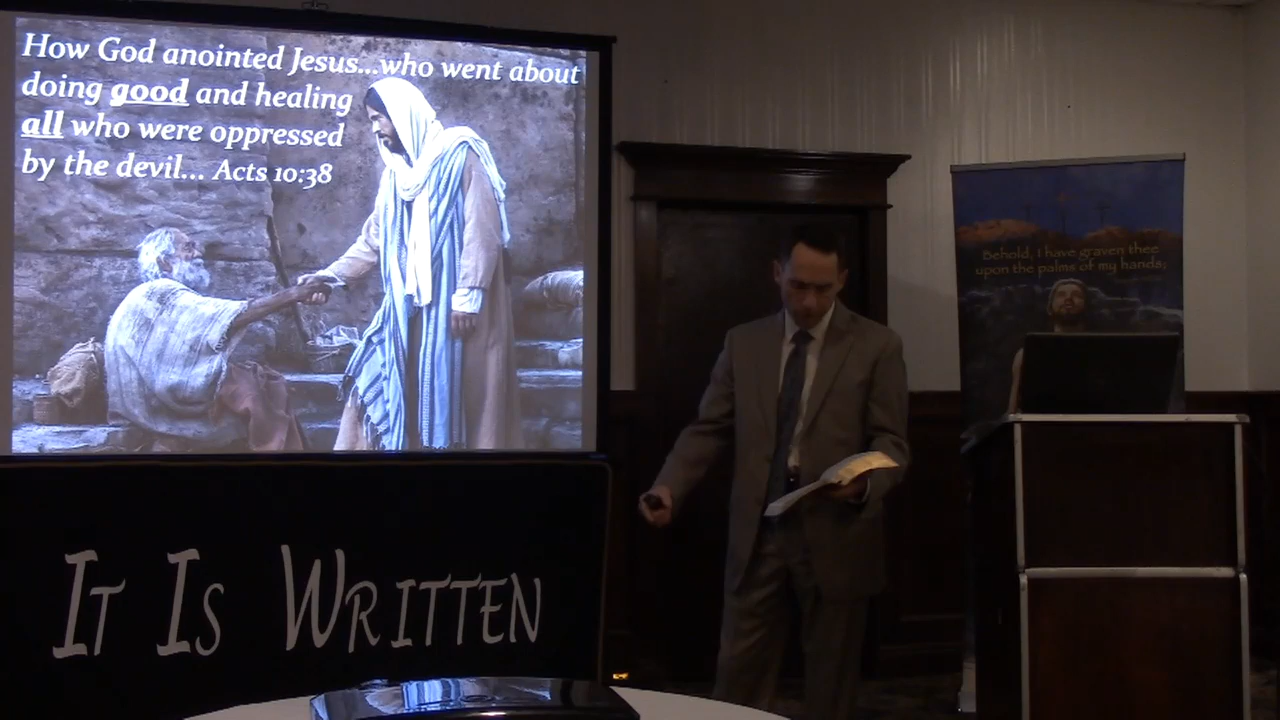 How God anointed Jesus...who went about
doing good and healing
all who were oppressed
by the devil... Acts 10:38
Behold, I have graven thee
upon the palms of my hands;
It Is Written